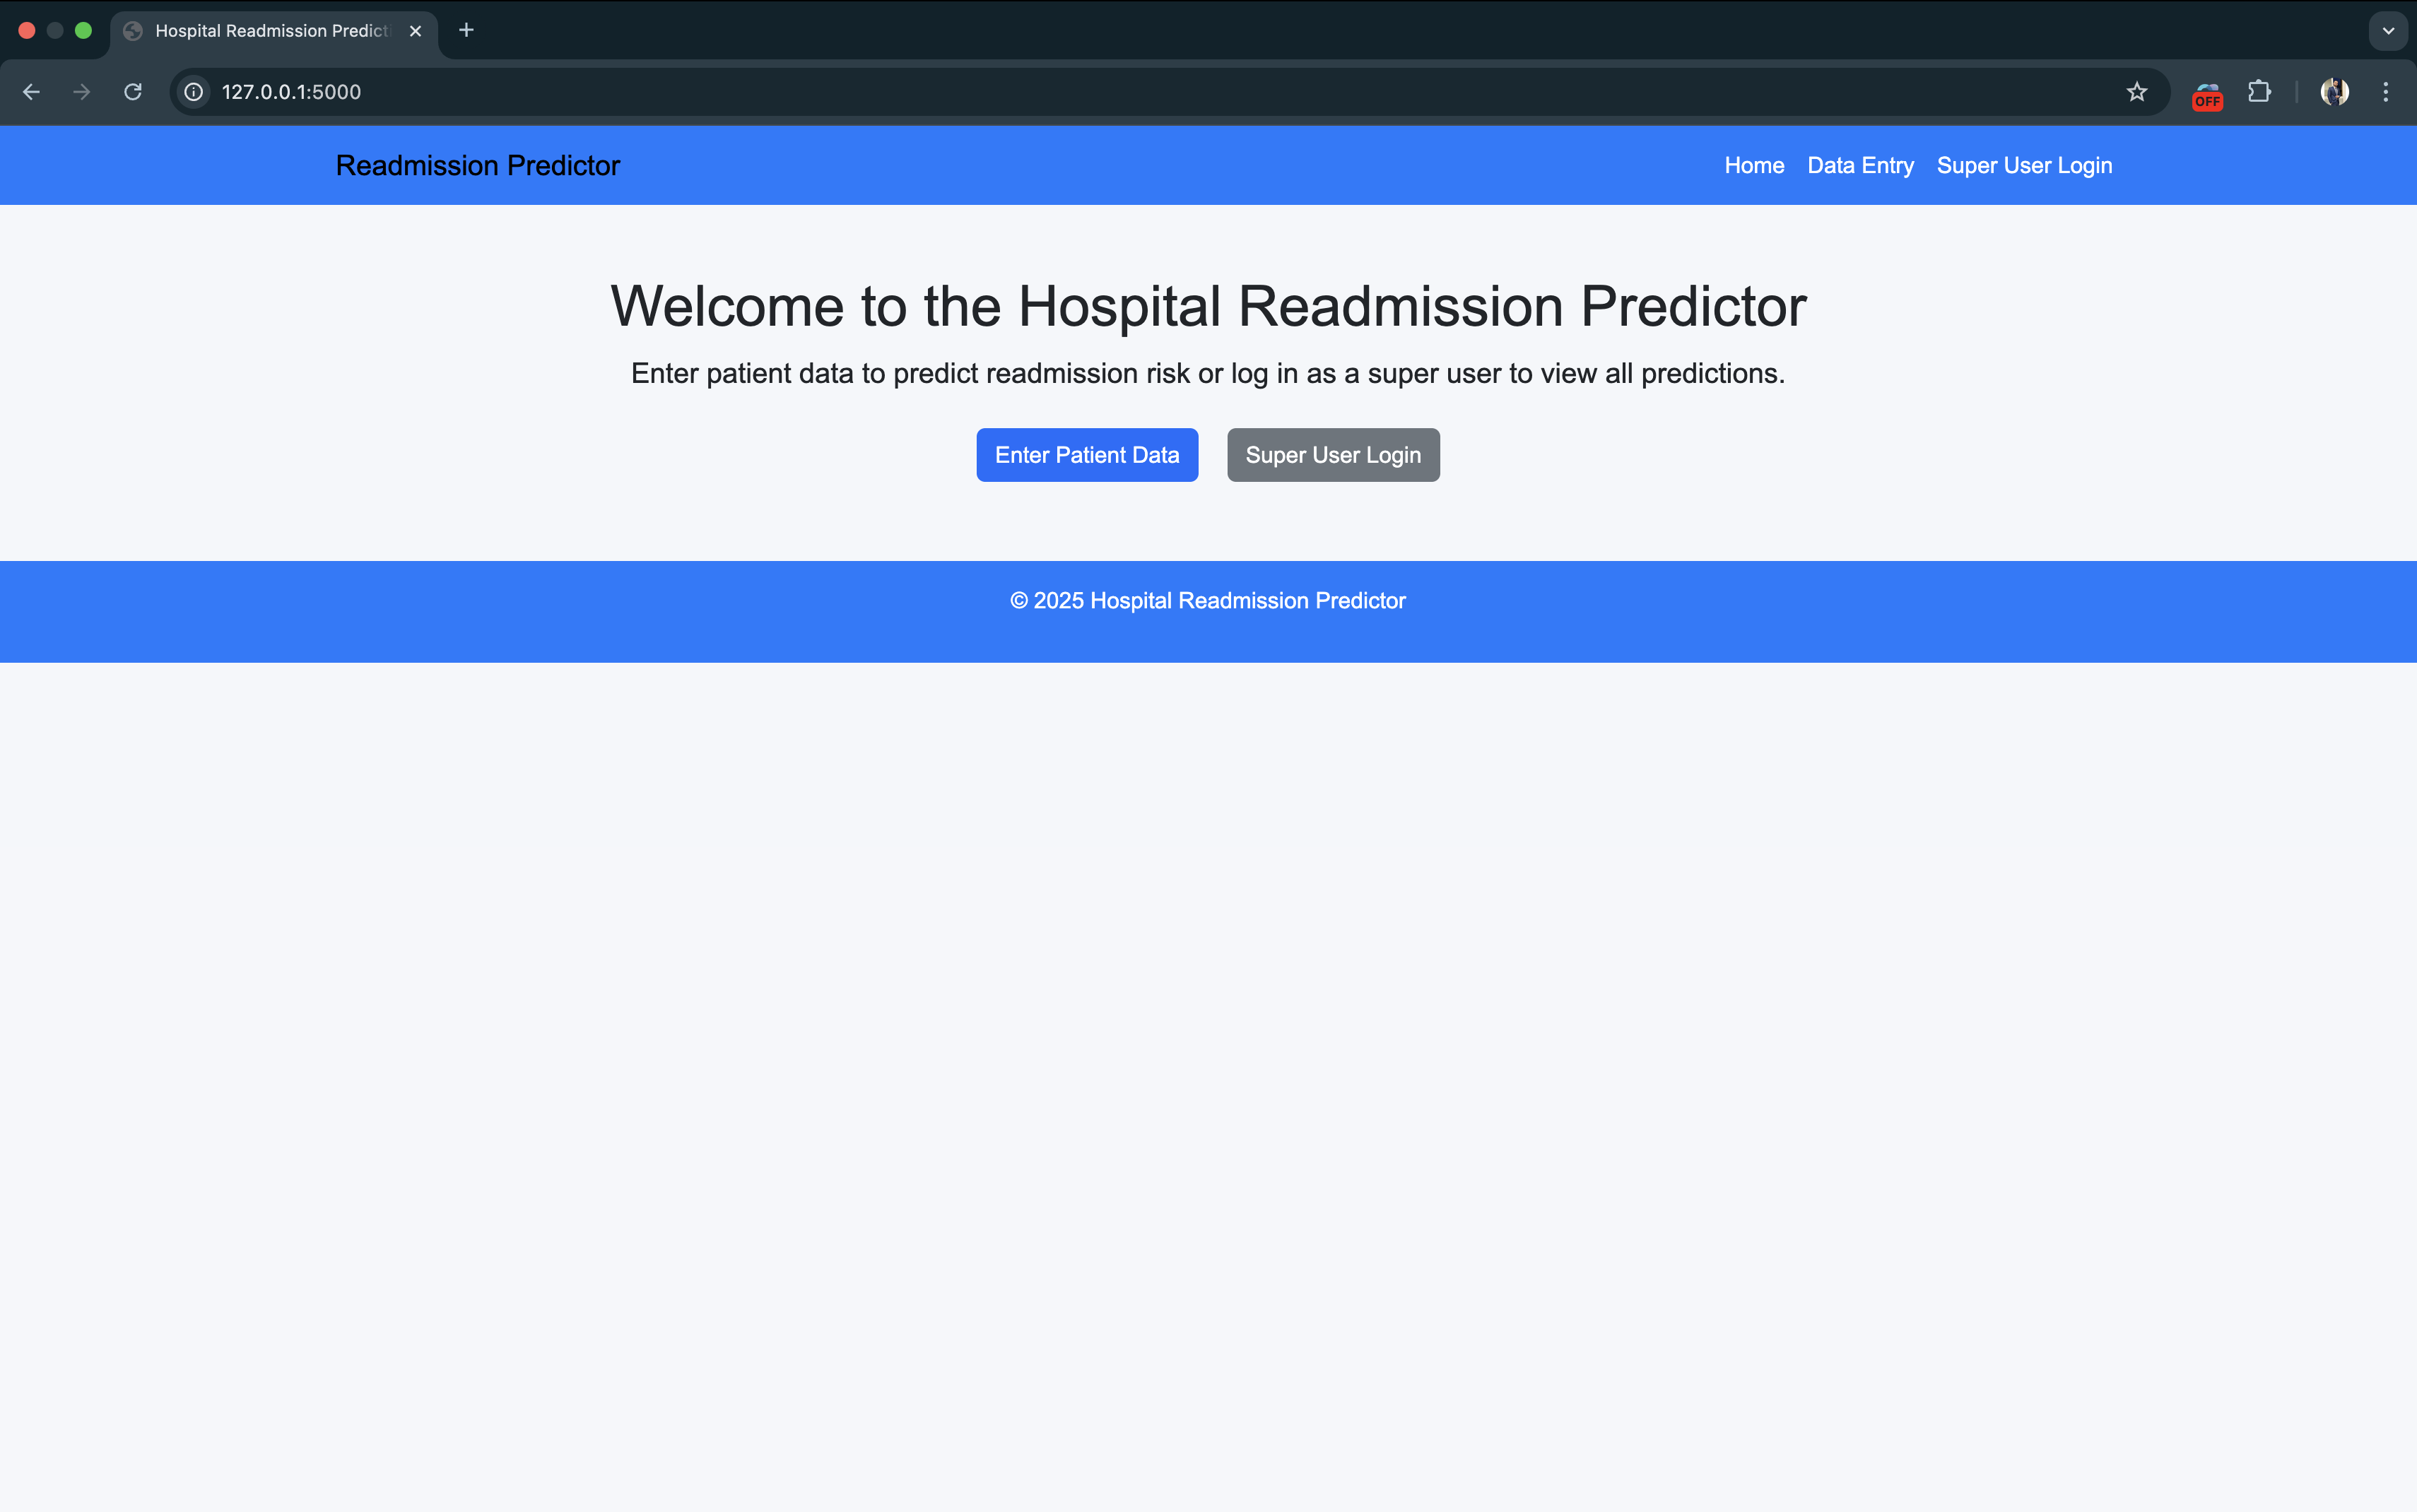 Hospital Readmission Predict
127.0.0.1:5000
OFF
Readmission Predictor
Home Data Entry Super User Login
Welcome to the Hospital Readmission Predictor
Enter patient data to predict readmission risk or log in as a super user to view all predictions.
Enter Patient Data Super User Login
© 2025 Hospital Readmission Predictor